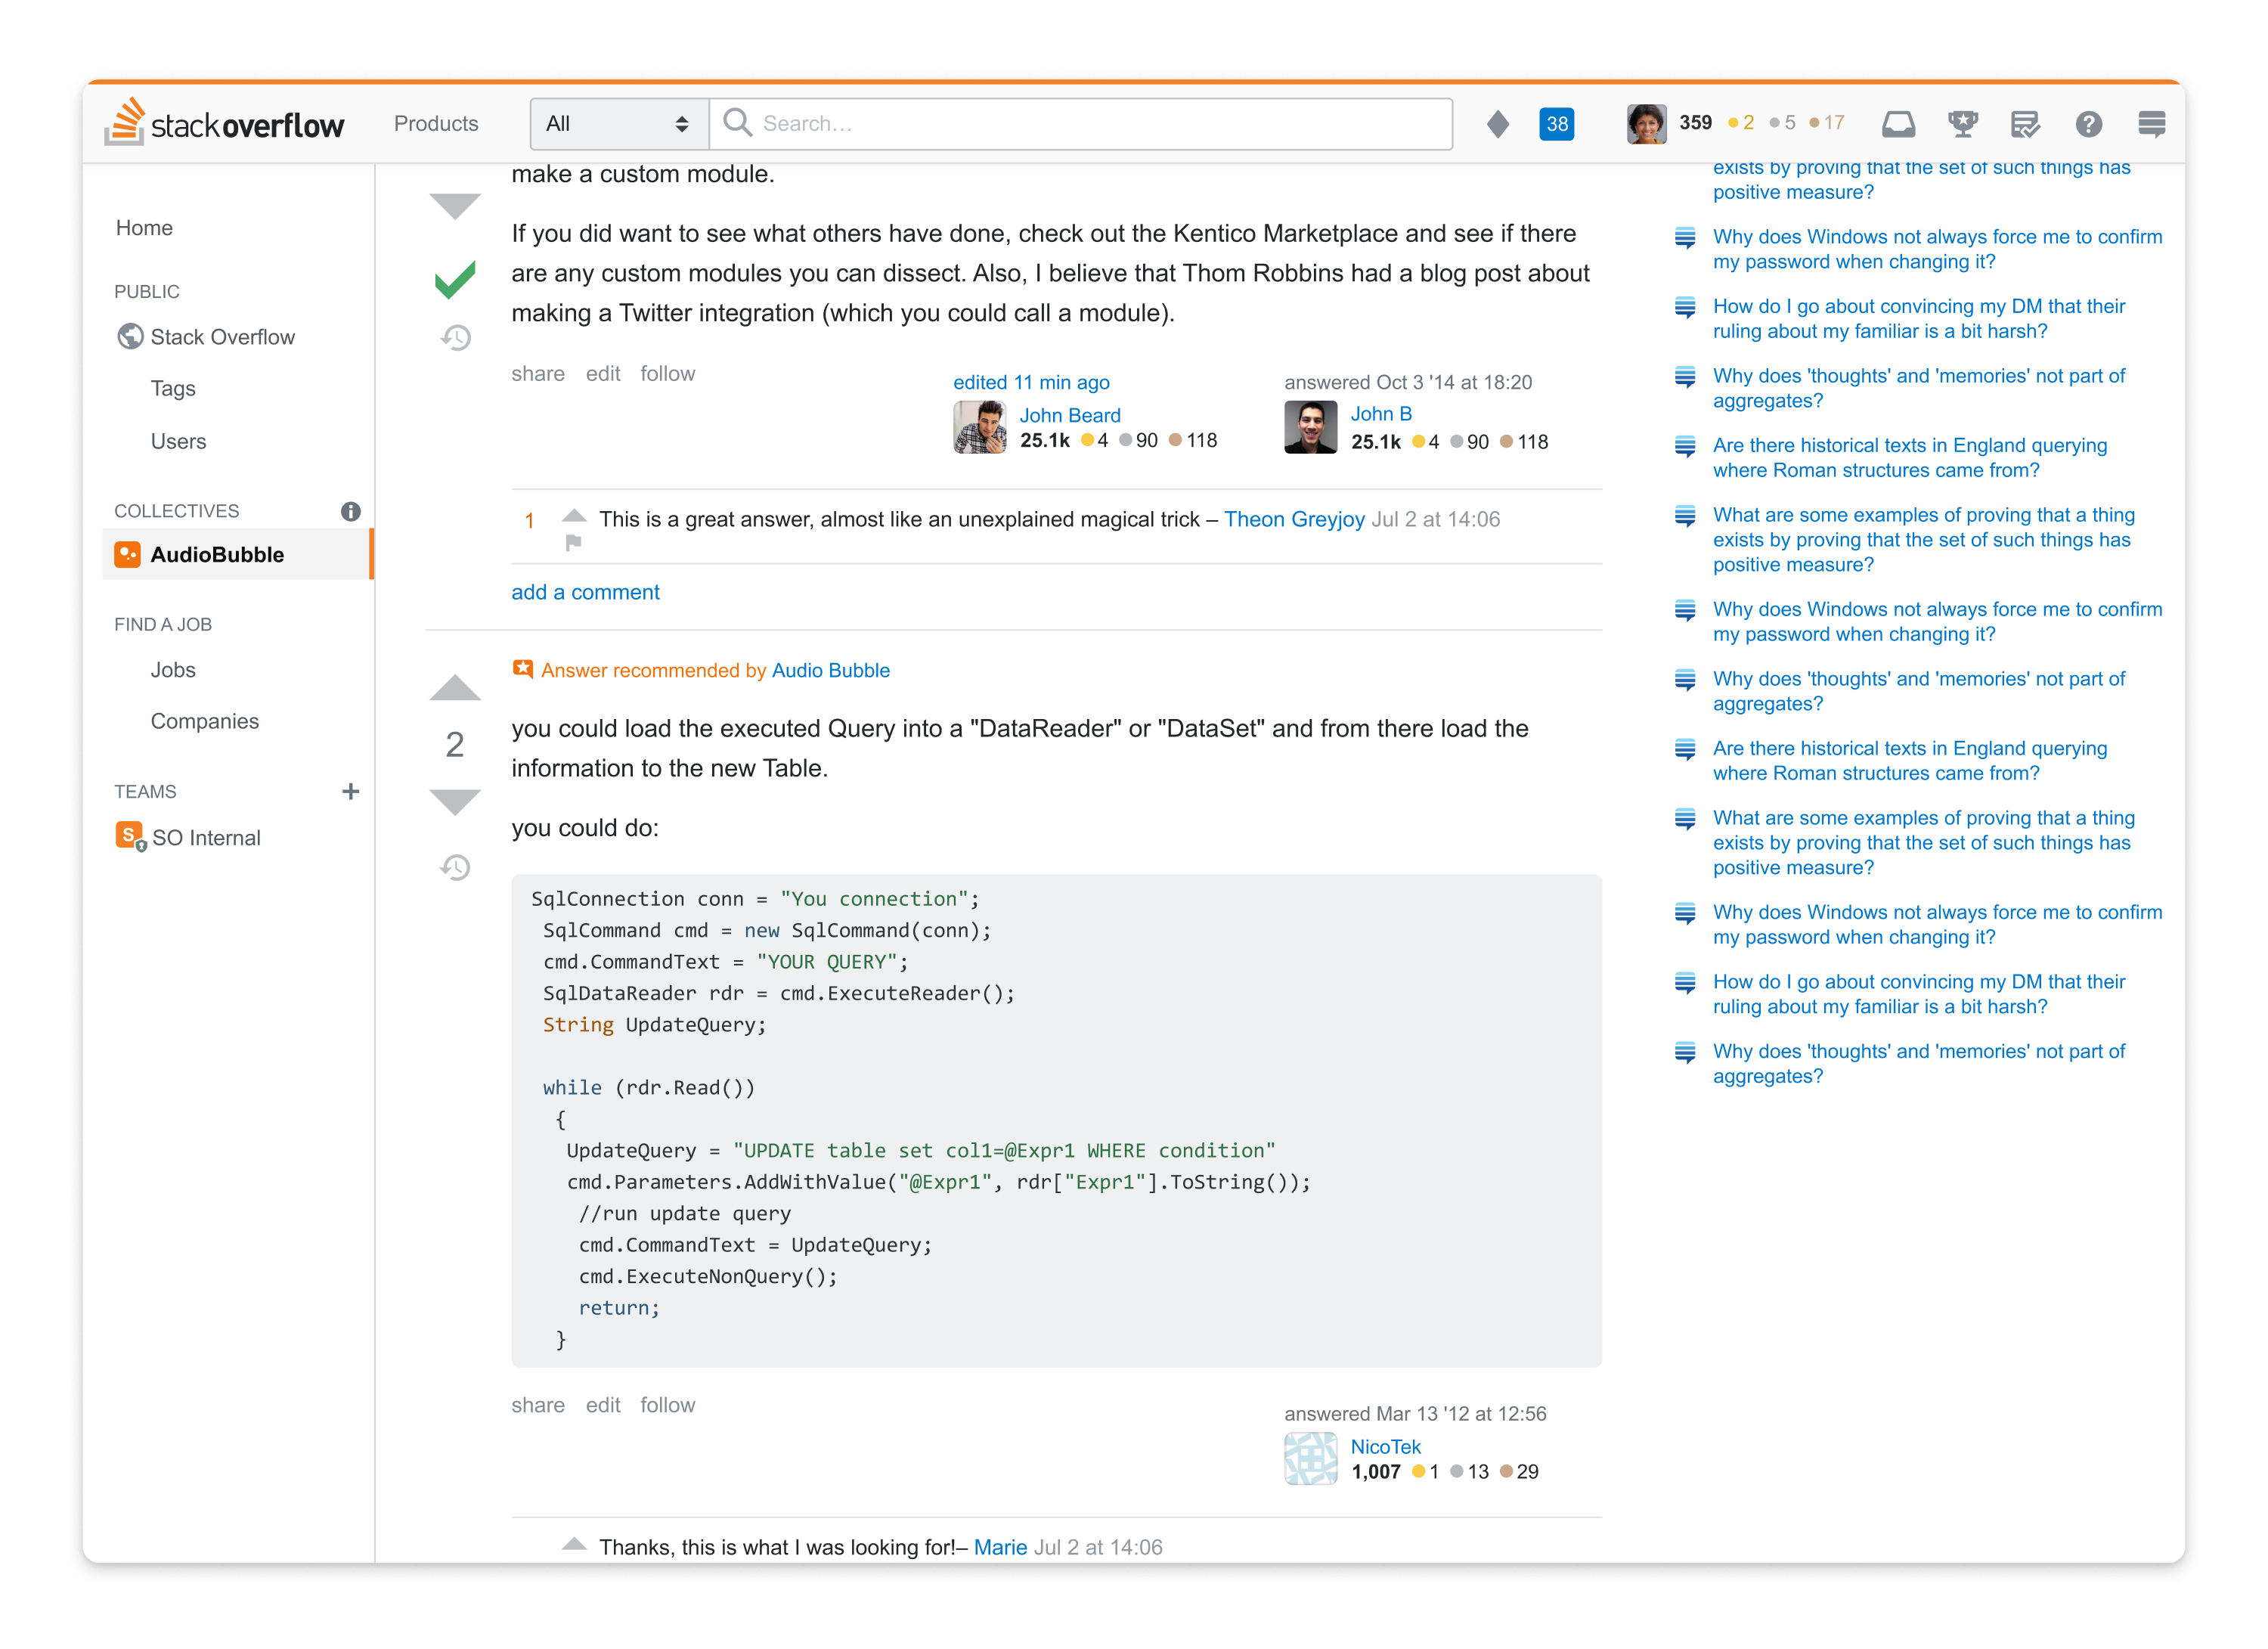 stackoverflow
Products
All
Search...
38
359 2 5 17
Home
PUBLIC
Stack Overflow
Tags
Users
COLLECTIVES
AudioBubble
FIND A JOB
Jobs
Companies
TEAMS
S
SO Internal
make a custom module.
If you did want to see what others have done, check out the Kentico Marketplace and see if there
are any custom modules you can dissect. Also, I believe that Thom Robbins had a blog post about
making a Twitter integration (which you could call a module).
share edit follow
edited 11 min ago
John Beard
25.1k 4 90 118
answered Oct 3 '14 at 18:20
John B
25.1k 4 90 118
1 This is a great answer, almost like an unexplained magical trick – Theon Greyjoy Jul 2 at 14:06
add a comment
Answer recommended by Audio Bubble
2
you could load the executed Query into a "DataReader" or "DataSet" and from there load the
information to the new Table.
you could do:
SqlConnection conn = "You connection";
SqlCommand cmd = new SqlCommand(conn);
cmd.CommandText = "YOUR QUERY";
SqlDataReader rdr = cmd.ExecuteReader();
String UpdateQuery;
while (rdr.Read())
{
UpdateQuery = "UPDATE table set col1=@Expr1 WHERE condition"
cmd.Parameters.AddWithValue("@Expr1", rdr["Expr1"].ToString());
//run update query
cmd.CommandText = UpdateQuery;
cmd.ExecuteNonQuery();
return;
}
share edit follow
answered Mar 13 '12 at 12:56
NicoTek
1,007 1 13 29
Thanks, this is what I was looking for!– Marie Jul 2 at 14:06
exists by proving that the set of such things has
positive measure?
Why does Windows not always force me to confirm
my password when changing it?
How do I go about convincing my DM that their
ruling about my familiar is a bit harsh?
Why does 'thoughts' and 'memories' not part of
aggregates?
Are there historical texts in England querying
where Roman structures came from?
What are some examples of proving that a thing
exists by proving that the set of such things has
positive measure?
Why does Windows not always force me to confirm
my password when changing it?
Why does 'thoughts' and 'memories' not part of
aggregates?
Are there historical texts in England querying
where Roman structures came from?
What are some examples of proving that a thing
exists by proving that the set of such things has
positive measure?
Why does Windows not always force me to confirm
my password when changing it?
How do I go about convincing my DM that their
ruling about my familiar is a bit harsh?
Why does 'thoughts' and 'memories' not part of
aggregates?